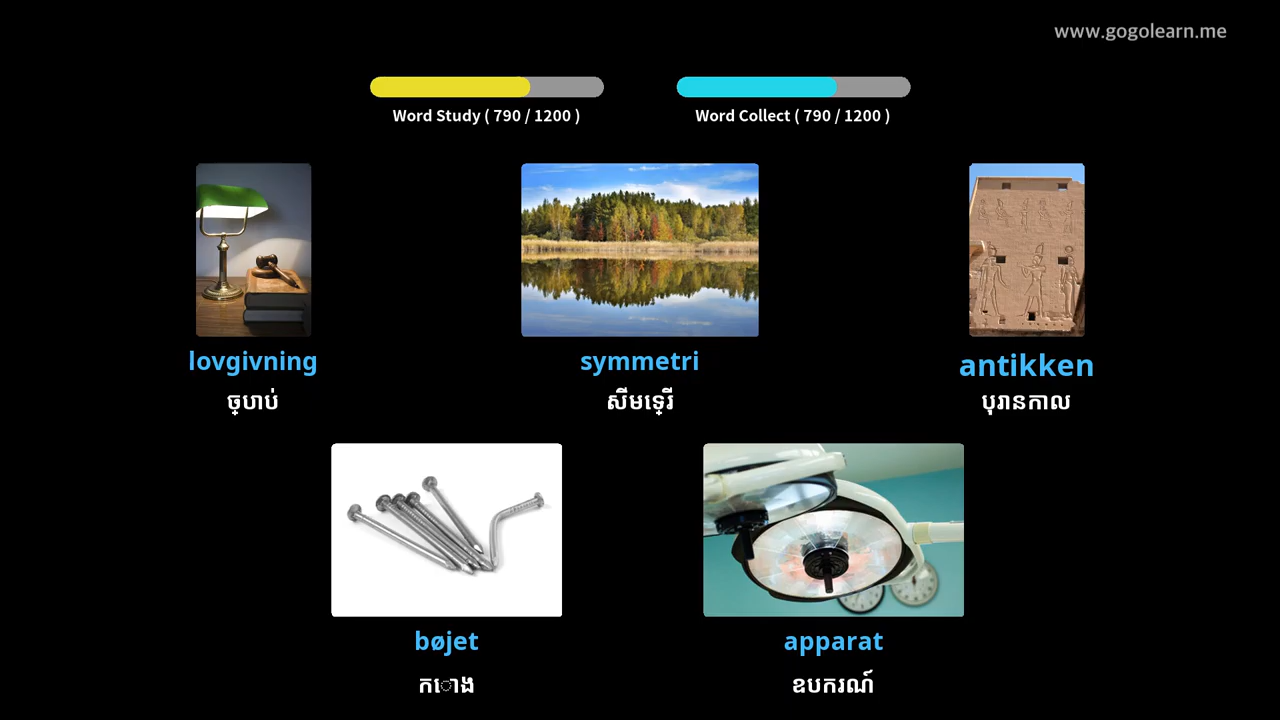 www.gogolearn.me
Word Study ( 790 / 1200 )
Word Collect ( 790 / 1200 )
lovgivning
symmetri
antikken
ច្បាប់
ស៊ីមេទ្រី
បុរានកាល
bøjet
apparat
កោង
ឧបករណ៍